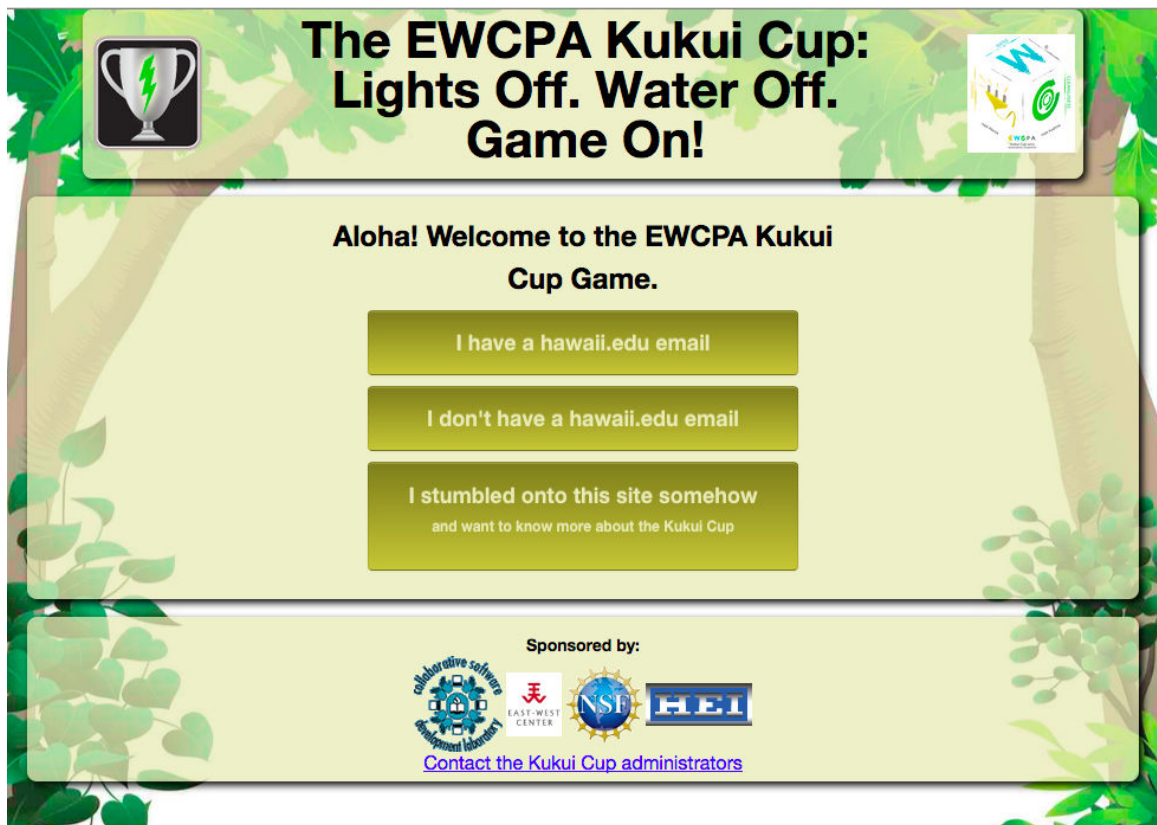 The EWCPA Kukui Cup:
Lights Off. Water Off.
Game On!
W
EWCPA
Aloha! Welcome to the EWCPA Kukui
Cup Game.
I have a hawaii.edu email
I don't have a hawaii.edu email
I stumbled onto this site somehow
and want to know more about the Kukui Cup
Sponsored by:
collaborative software
development laboratory
EAST-WEST
CENTER
NSF
HEI
Contact the Kukui Cup administrators